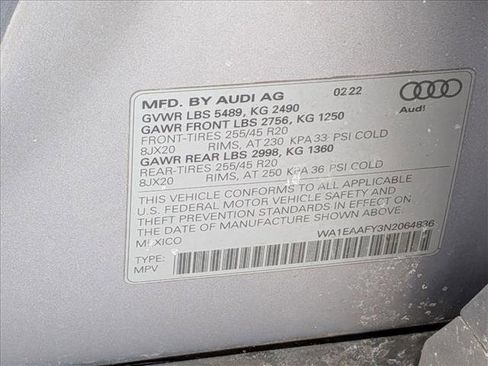 MFD. BY AUDI AG 02 22
GVWR LBS 5489, KG 2490
GAWR FRONT LBS 2756, KG 1250
FRONT-TIRES 255/45 R20
8JX20 RIMS, AT 230 KPA 33 PSI COLD
GAWR REAR LBS 2998, KG 1360
REAR-TIRES 255/45 R20
8JX20 RIMS, AT 250 KPA 36 PSI COLD
THIS VEHICLE CONFORMS TO ALL APPLICABLE
U.S. FEDERAL MOTOR VEHICLE SAFETY AND
THEFT PREVENTION STANDARDS IN EFFECT ON
THE DATE OF MANUFACTURE SHOWN ABOVE.
MEXICO
WA1EAAFY3N2064836
TYPE:
MPV
Audi